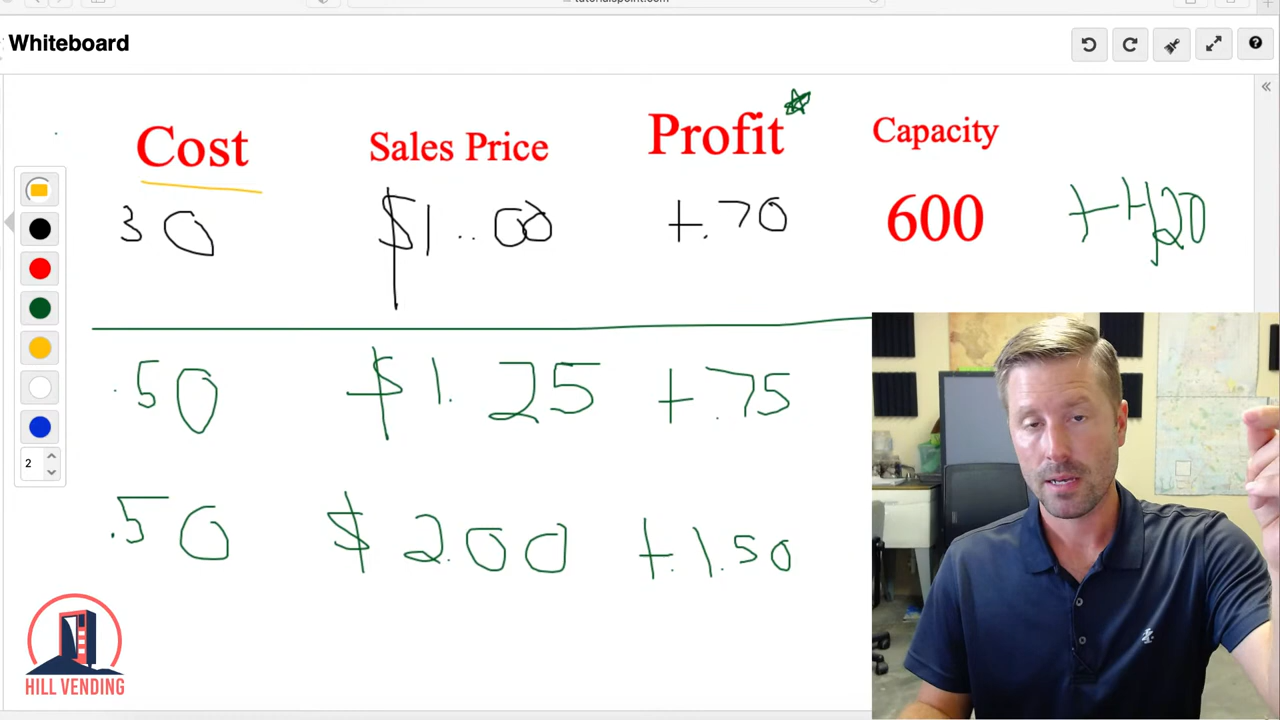 Whiteboard
Cost Sales Price Profit Capacity
30 $1..00 +.70 600 ++420
.50 $1.25 +.75
.50 $2.00 +.1.50
2
HILL VENDING